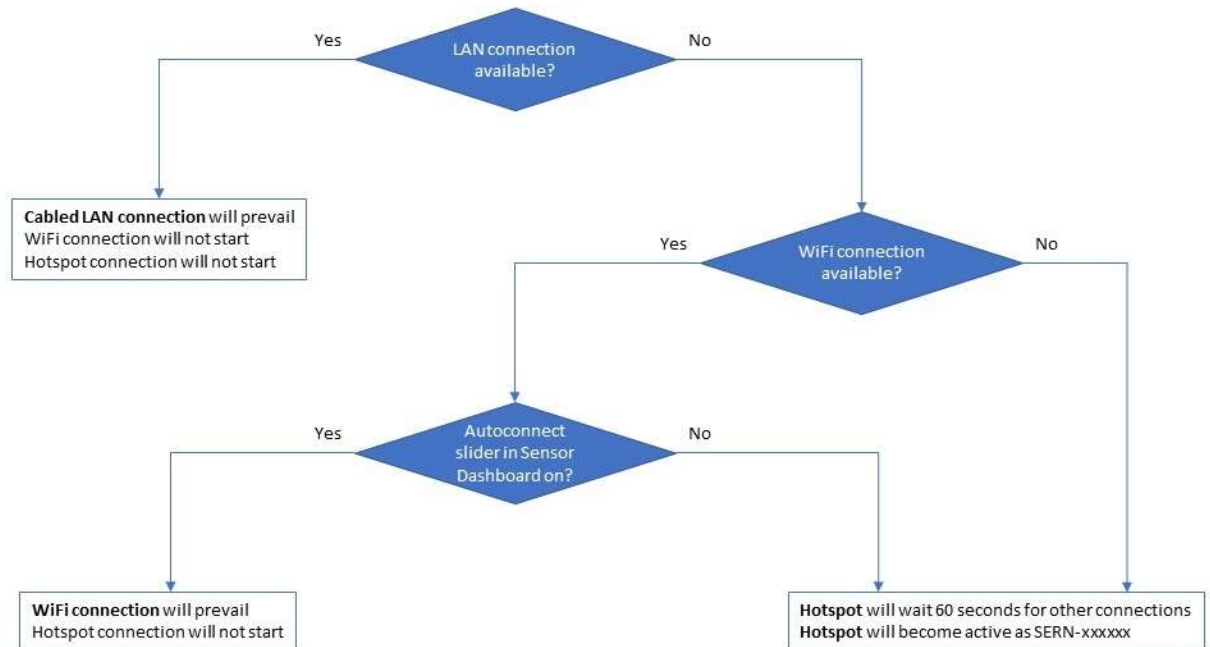 Yes
LAN connection
available?
No
Cabled LAN connection will prevail
WiFi connection will not start
Hotspot connection will not start
Yes
WiFi connection
available?
No
Yes
Autoconnect
slider in Sensor
Dashboard on?
No
WiFi connection will prevail
Hotspot connection will not start
Hotspot will wait 60 seconds for other connections
Hotspot will become active as SERN-xxxxxx